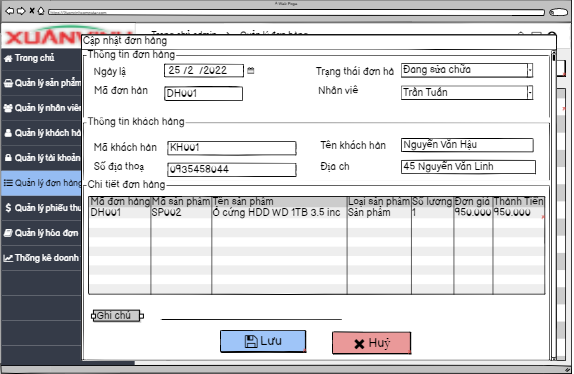 Web Page
XUÂNVINH
Trang chủ admin > Quản lý đơn hàng
Trang chủ
Quản lý sản phẩm
Quản lý nhân viên
Quản lý khách hà
Quản lý tài khoản
Quản lý đơn hàng
Quản lý phiếu thu
Quản lý hóa đơn
Thống kê doanh
Cập nhật đơn hàng
Thông tin đơn hàng
Ngày lậ 25 /2 /2022 Trạng thái đơn hà Đang sửa chữa
Mã đơn hàn DH001 Nhân viê Trần Tuấn
Thông tin khách hàng
Mã khách hàn KH001 Tên khách hàn Nguyễn Văn Hậu
Số điện thoạ 0935458044 Địa ch 45 Nguyễn Văn Linh
Chi tiết đơn hàng
Mã đơn hàng Mã sản phẩm Tên sản phẩm Loại sản phẩm Số lượng Đơn giá Thành Tiền
DH001 SP002 Ổ cứng HDD WD 1TB 3.5 inc Sản phẩm 1 950.000 950.000
Ghi chú
Lưu
Huỷ